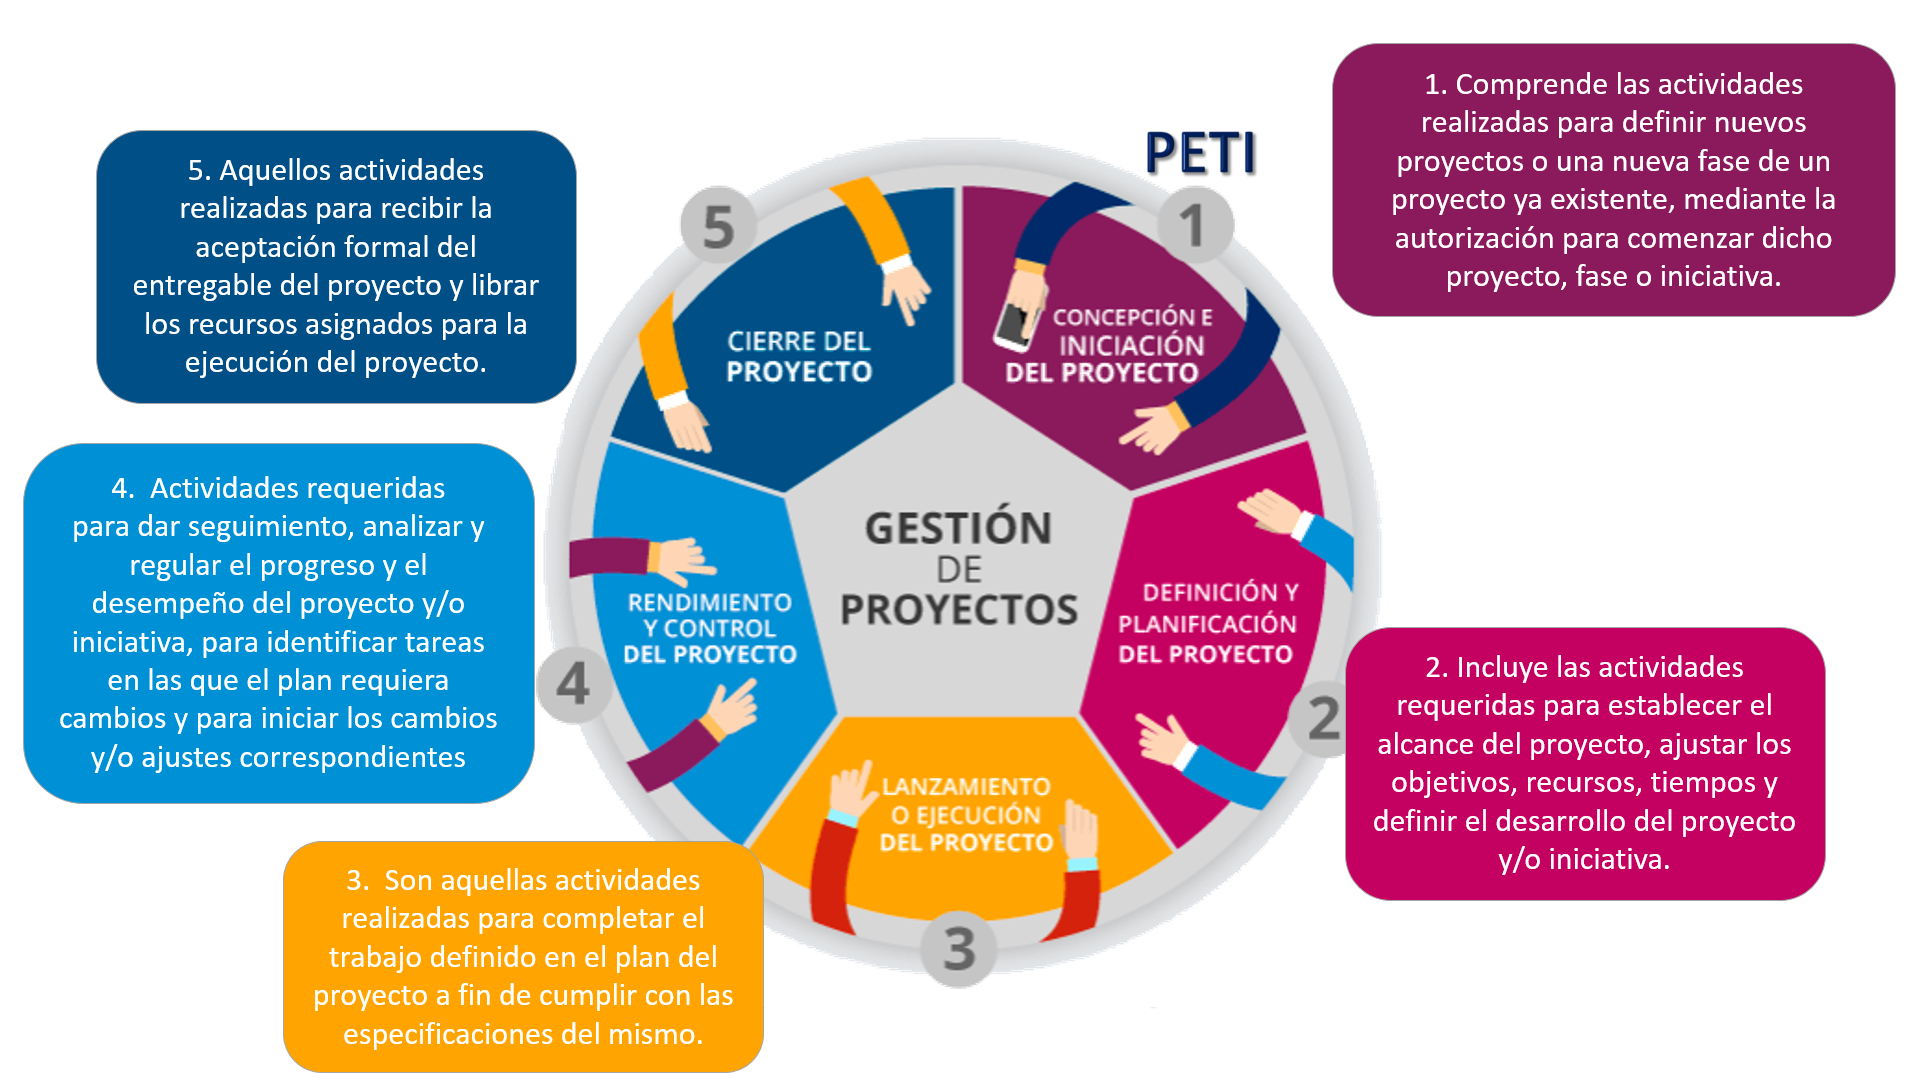 PETI
1. Comprende las actividades
realizadas para definir nuevos
proyectos o una nueva fase de un
proyecto ya existente, mediante la
autorización para comenzar dicho
proyecto, fase o iniciativa.
5. Aquellos actividades
realizadas para recibir la
aceptación formal del
entregable del proyecto y librar
los recursos asignados para la
ejecución del proyecto.
5
1
CIERRE DEL
PROYECTO
CONCEPCIÓN E
INICIACIÓN
DEL PROYECTO
4.  Actividades requeridas
para dar seguimiento, analizar y
regular el progreso y el
desempeño del proyecto y/o
iniciativa, para identificar tareas
en las que el plan requiera
cambios y para iniciar los cambios
y/o ajustes correspondientes
GESTIÓN
DE
PROYECTOS
RENDIMIENTO
Y CONTROL
DEL PROYECTO
4
DEFINICIÓN Y
PLANIFICACIÓN
DEL PROYECTO
2
2. Incluye las actividades
requeridas para establecer el
alcance del proyecto, ajustar los
objetivos, recursos, tiempos y
definir el desarrollo del proyecto
y/o iniciativa.
LANZAMIENTO
O EJECUCIÓN
DEL PROYECTO
3
3.  Son aquellas actividades
realizadas para completar el
trabajo definido en el plan del
proyecto a fin de cumplir con las
especificaciones del mismo.